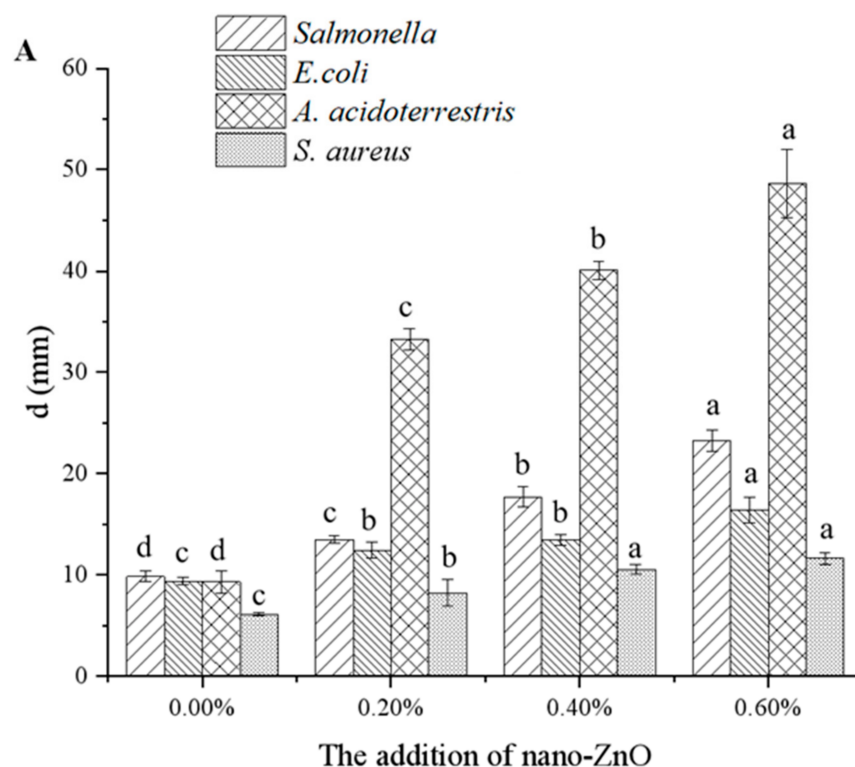 A
Salmonella
E.coli
A. acidoterrestris
S. aureus
60
50
40
30
20
10
0
d (mm)
d c d c
c b c b
b b b a
a a a a
0.00% 0.20% 0.40% 0.60%
The addition of nano-ZnO